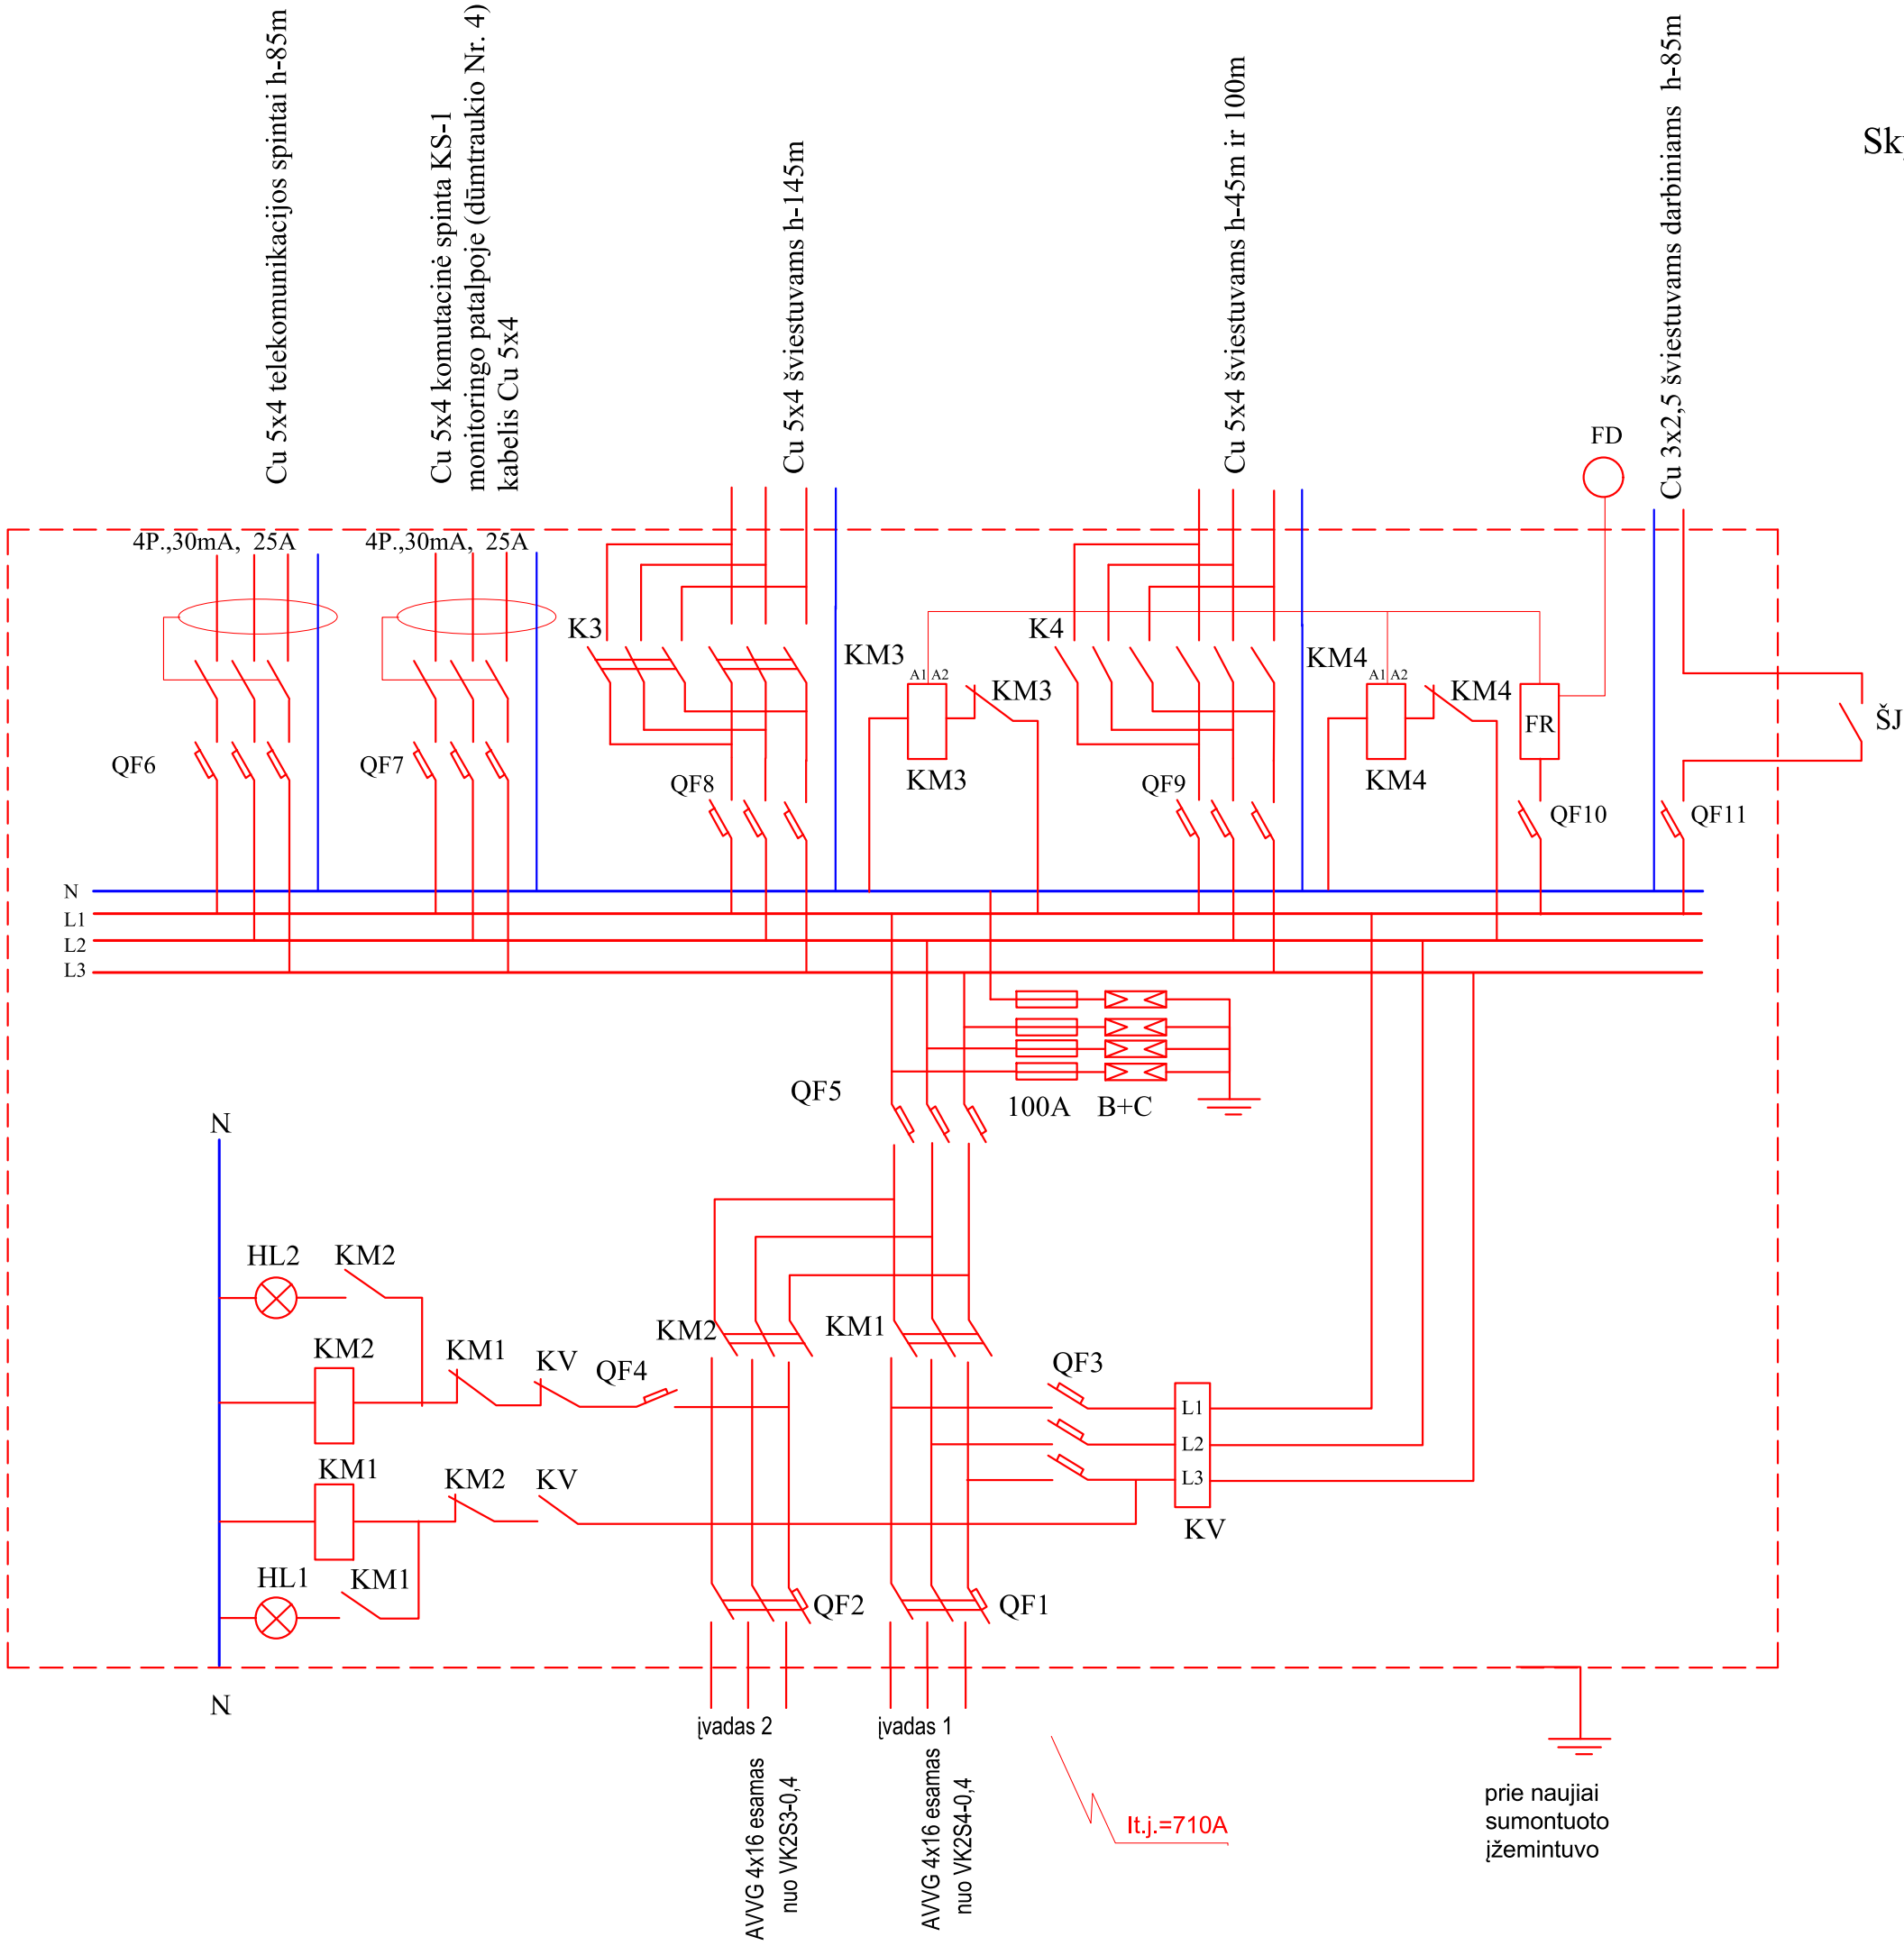 Cu 5x4 telekomunikacijos spintai h-85m
Cu 5x4 komutacinė spinta KS-1
monitoringo patalpoje (dūmtraukio Nr. 4)
kabelis Cu 5x4
Cu 5x4 šviestuvams h-145m
Cu 5x4 šviestuvams h-45m ir 100m
Cu 3x2,5 šviestuvams darbiniams h-85m
Sk
FD
4P.,30mA, 25A
4P.,30mA, 25A
K3
KM3
A1 A2
KM3
K4
KM4
A1 A2
KM4
FR
ŠJ
QF6
QF7
QF8
KM3
QF9
KM4
QF10
QF11
N
L1
L2
L3
QF5
100A
B+C
N
HL2
KM2
KM2
KM1
KM2
KM1
KV
QF4
QF3
L1
L2
L3
KV
KM1
KM2
KV
HL1
KM1
QF2
QF1
N
įvadas 2
įvadas 1
AVVG 4x16 esamas
nuo VK2S3-0,4
AVVG 4x16 esamas
nuo VK2S4-0,4
It.j.=710A
prie naujiai
sumontuoto
įžemintuvo